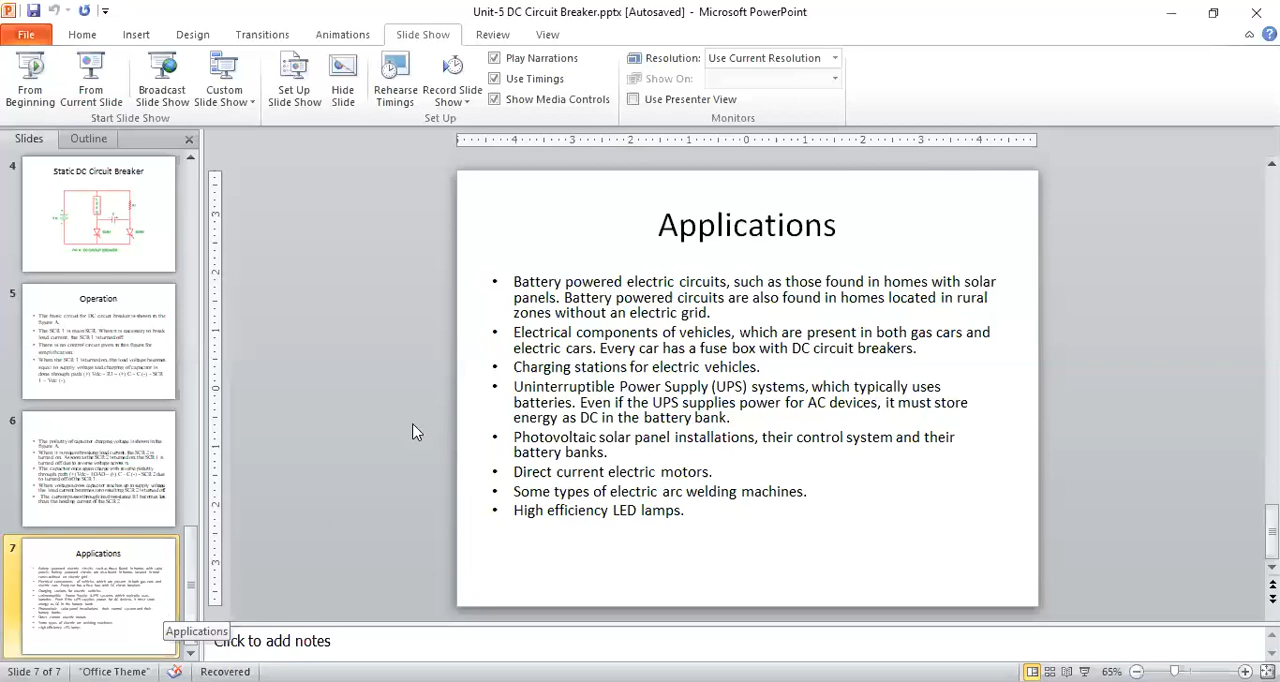 Unit-5 DC Circuit Breaker.pptx [Autosaved] - Microsoft PowerPoint
File Home Insert Design Transitions Animations Slide Show Review View
From Beginning
From Current Slide
Broadcast Slide Show
Custom Slide Show
Set Up Slide Show
Hide Slide
Rehearse Timings
Record Slide Show
Play Narrations
Use Timings
Show Media Controls
Resolution: Use Current Resolution
Show On:
Use Presenter View
Start Slide Show
Set Up
Monitors
Slides Outline
4
Static DC Circuit Breaker
5
Operation
6
7
Applications
Applications
Applications
• Battery powered electric circuits, such as those found in homes with solar
panels. Battery powered circuits are also found in homes located in rural
zones without an electric grid.
• Electrical components of vehicles, which are present in both gas cars and
electric cars. Every car has a fuse box with DC circuit breakers.
• Charging stations for electric vehicles.
• Uninterruptible Power Supply (UPS) systems, which typically uses
batteries. Even if the UPS supplies power for AC devices, it must store
energy as DC in the battery bank.
• Photovoltaic solar panel installations, their control system and their
battery banks.
• Direct current electric motors.
• Some types of electric arc welding machines.
• High efficiency LED lamps.
Click to add notes
Slide 7 of 7 "Office Theme" Recovered 65%